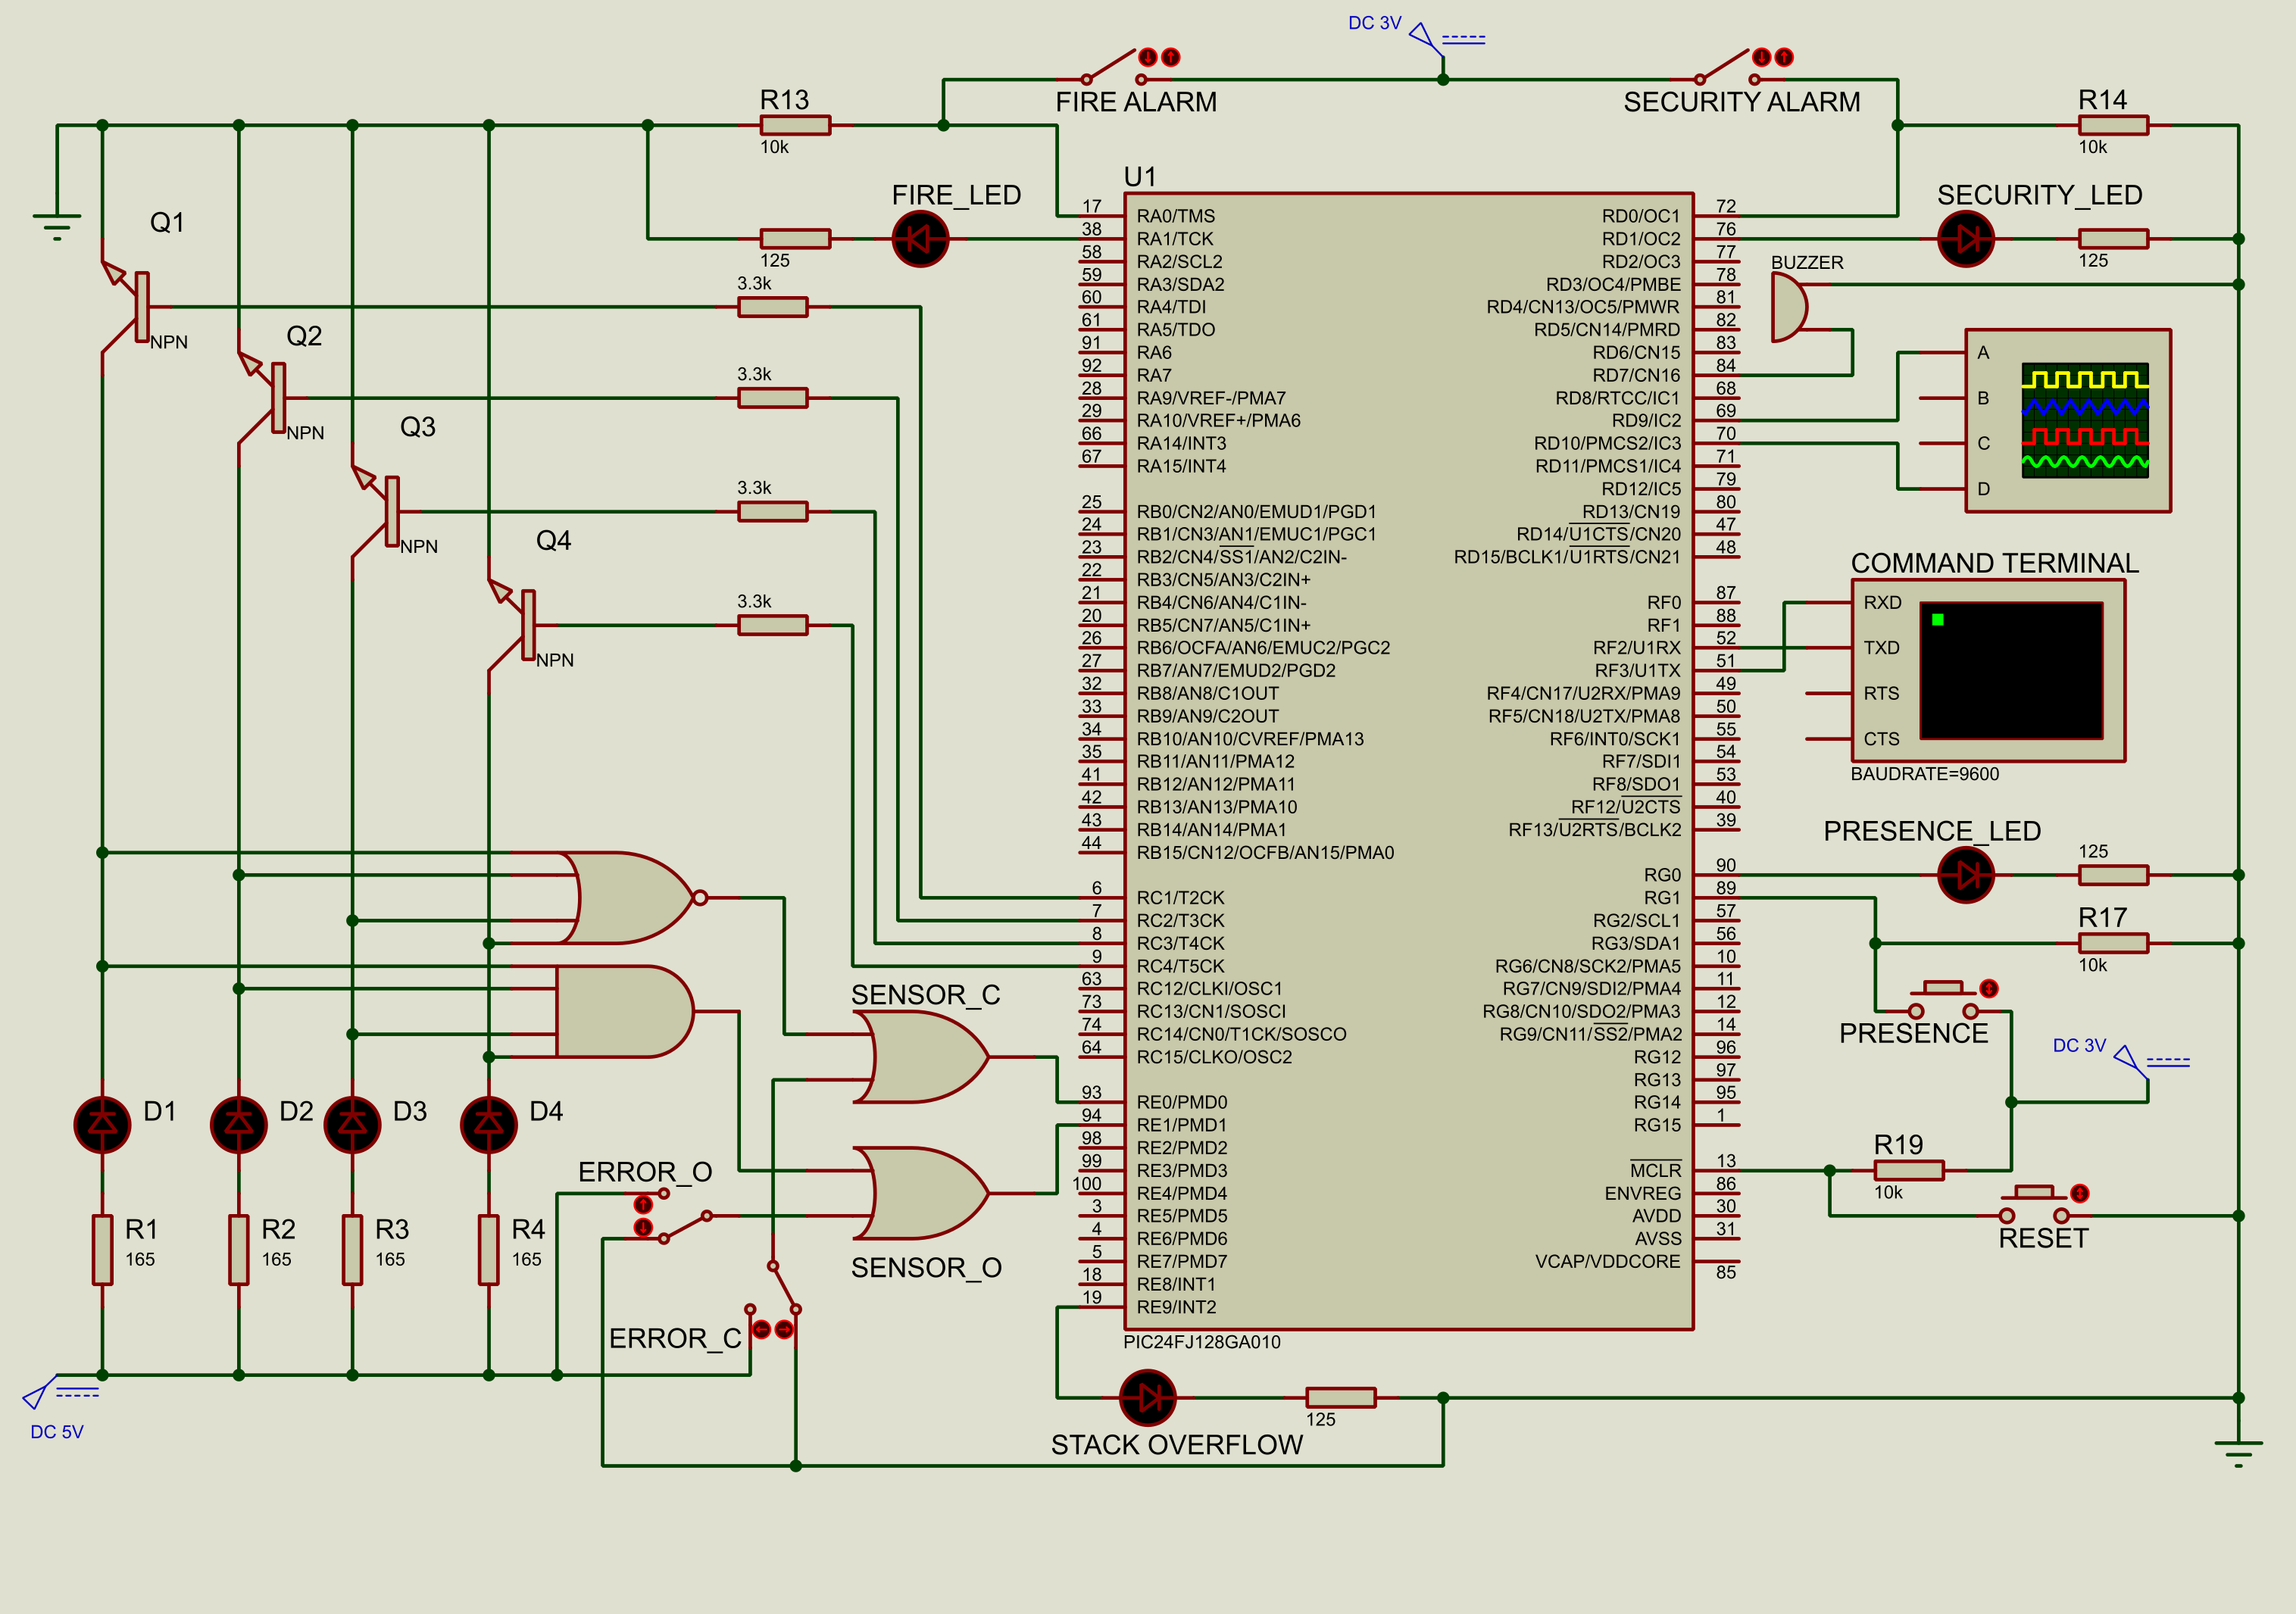 DC 3V
FIRE ALARM
SECURITY ALARM
R13
10k
R14
10k
U1
FIRE_LED
125
SECURITY_LED
125
BUZZER
Q1
NPN
3.3k
Q2
NPN
3.3k
Q3
NPN
3.3k
Q4
NPN
3.3k
17 RA0/TMS
38 RA1/TCK
58 RA2/SCL2
59 RA3/SDA2
60 RA4/TDI
61 RA5/TDO
91 RA6
92 RA7
28 RA9/VREF-/PMA7
29 RA10/VREF+/PMA6
66 RA14/INT3
67 RA15/INT4
25 RB0/CN2/AN0/EMUD1/PGD1
24 RB1/CN3/AN1/EMUC1/PGC1
23 RB2/CN4/SS1/AN2/C2IN-
22 RB3/CN5/AN3/C2IN+
21 RB4/CN6/AN4/C1IN-
20 RB5/CN7/AN5/C1IN+
26 RB6/OCFA/AN6/EMUC2/PGC2
27 RB7/AN7/EMUD2/PGD2
32 RB8/AN8/C1OUT
33 RB9/AN9/C2OUT
34 RB10/AN10/CVREF/PMA13
35 RB11/AN11/PMA12
41 RB12/AN12/PMA11
42 RB13/AN13/PMA10
43 RB14/AN14/PMA1
44 RB15/CN12/OCFB/AN15/PMA0
6 RC1/T2CK
7 RC2/T3CK
8 RC3/T4CK
9 RC4/T5CK
63 RC12/CLKI/OSC1
73 RC13/CN1/SOSCI
74 RC14/CN0/T1CK/SOSCO
64 RC15/CLKO/OSC2
93 RE0/PMD0
94 RE1/PMD1
98 RE2/PMD2
99 RE3/PMD3
100 RE4/PMD4
3 RE5/PMD5
4 RE6/PMD6
5 RE7/PMD7
18 RE8/INT1
19 RE9/INT2
RD0/OC1 72
RD1/OC2 76
RD2/OC3 77
RD3/OC4/PMBE 78
RD4/CN13/OC5/PMWR 81
RD5/CN14/PMRD 82
RD6/CN15 83
RD7/CN16 84
RD8/RTCC/IC1 68
RD9/IC2 69
RD10/PMCS2/IC3 70
RD11/PMCS1/IC4 71
RD12/IC5 79
RD13/CN19 80
RD14/U1CTS/CN20 47
RD15/BCLK1/U1RTS/CN21 48
RF0 87
RF1 88
RF2/U1RX 52
RF3/U1TX 51
RF4/CN17/U2RX/PMA9 49
RF5/CN18/U2TX/PMA8 50
RF6/INT0/SCK1 55
RF7/SDI1 54
RF8/SDO1 53
RF12/U2CTS 40
RF13/U2RTS/BCLK2 39
RG0 90
RG1 89
RG2/SCL1 57
RG3/SDA1 56
RG6/CN8/SCK2/PMA5 10
RG7/CN9/SDI2/PMA4 11
RG8/CN10/SDO2/PMA3 12
RG9/CN11/SS2/PMA2 14
RG12 96
RG13 97
RG14 95
RG15 1
MCLR 13
ENVREG 86
AVDD 30
AVSS 31
VCAP/VDDCORE 85
PIC24FJ128GA010
A
B
C
D
COMMAND TERMINAL
RXD
TXD
RTS
CTS
BAUDRATE=9600
PRESENCE_LED
125
R17
10k
PRESENCE
DC 3V
R19
10k
RESET
SENSOR_C
SENSOR_O
D1
D2
D3
D4
ERROR_O
R1
165
R2
165
R3
165
R4
165
ERROR_C
DC 5V
125
STACK OVERFLOW